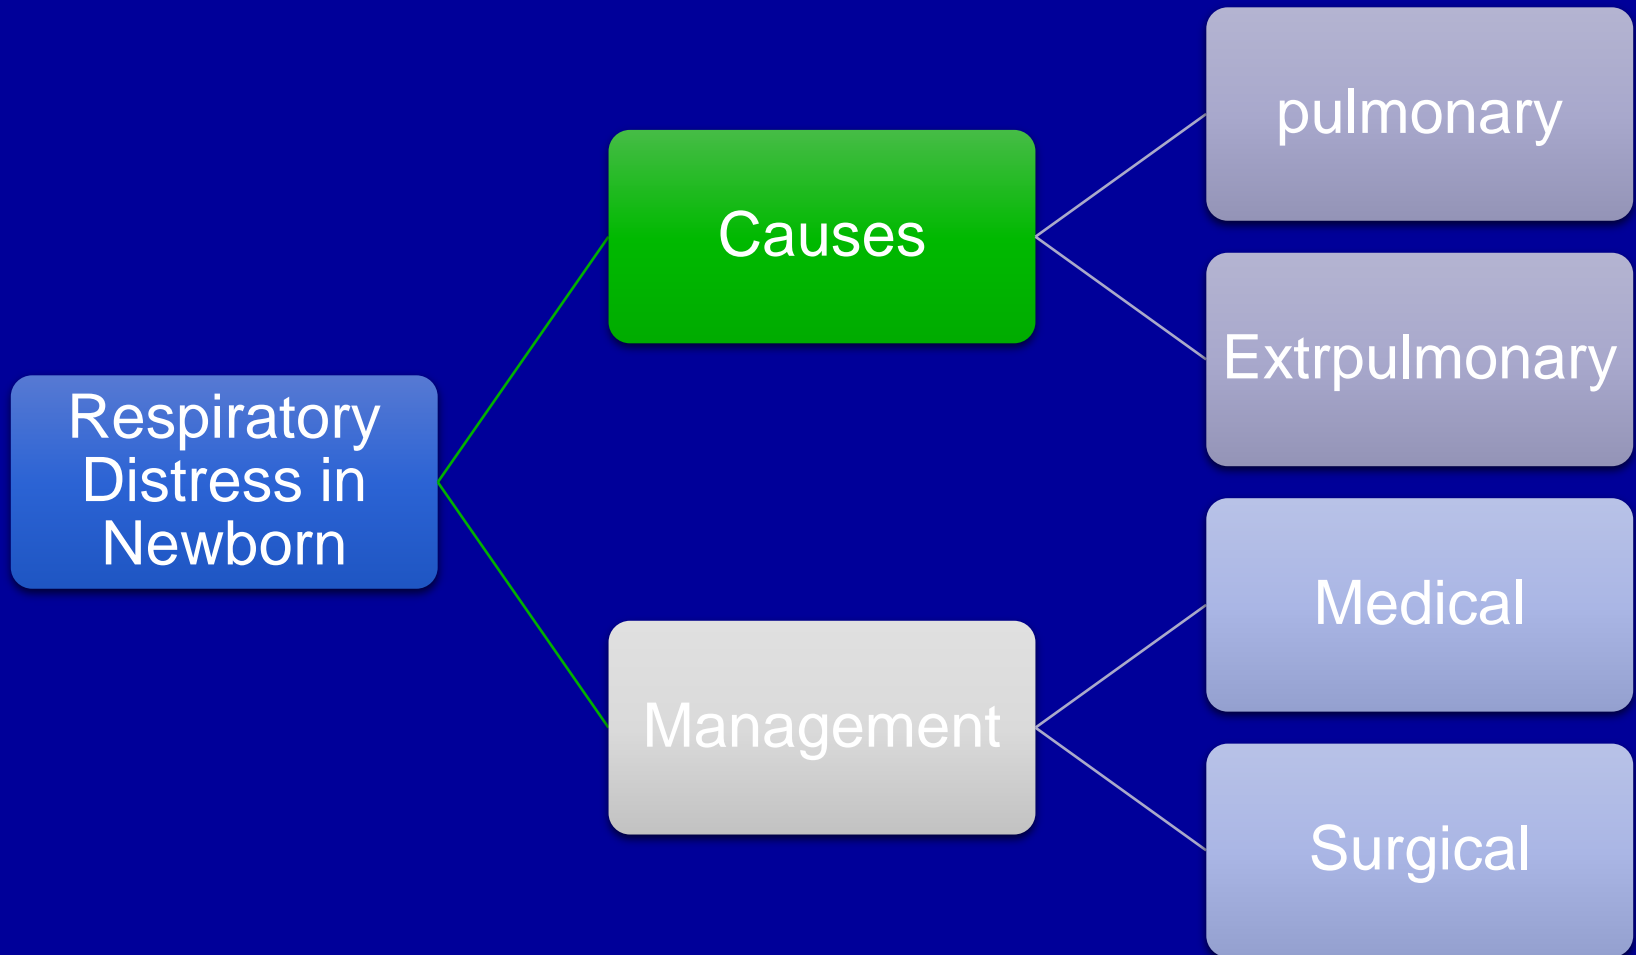 Respiratory
Distress in
Newborn
Causes
pulmonary
Extrpulmonary
Management
Medical
Surgical